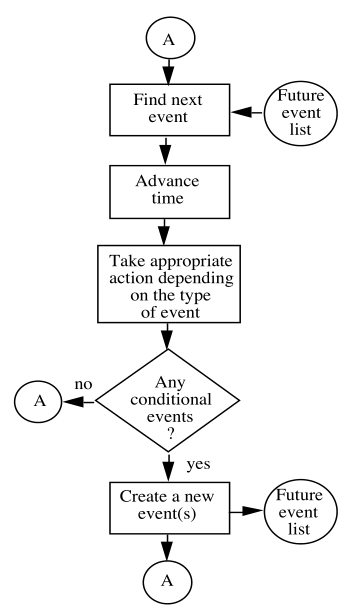 A
Find next
event
Future
event
list
Advance
time
Take appropriate
action depending
on the type
of event
Any
conditional
events
?
no
A
yes
Create a new
event(s)
Future
event
list
A